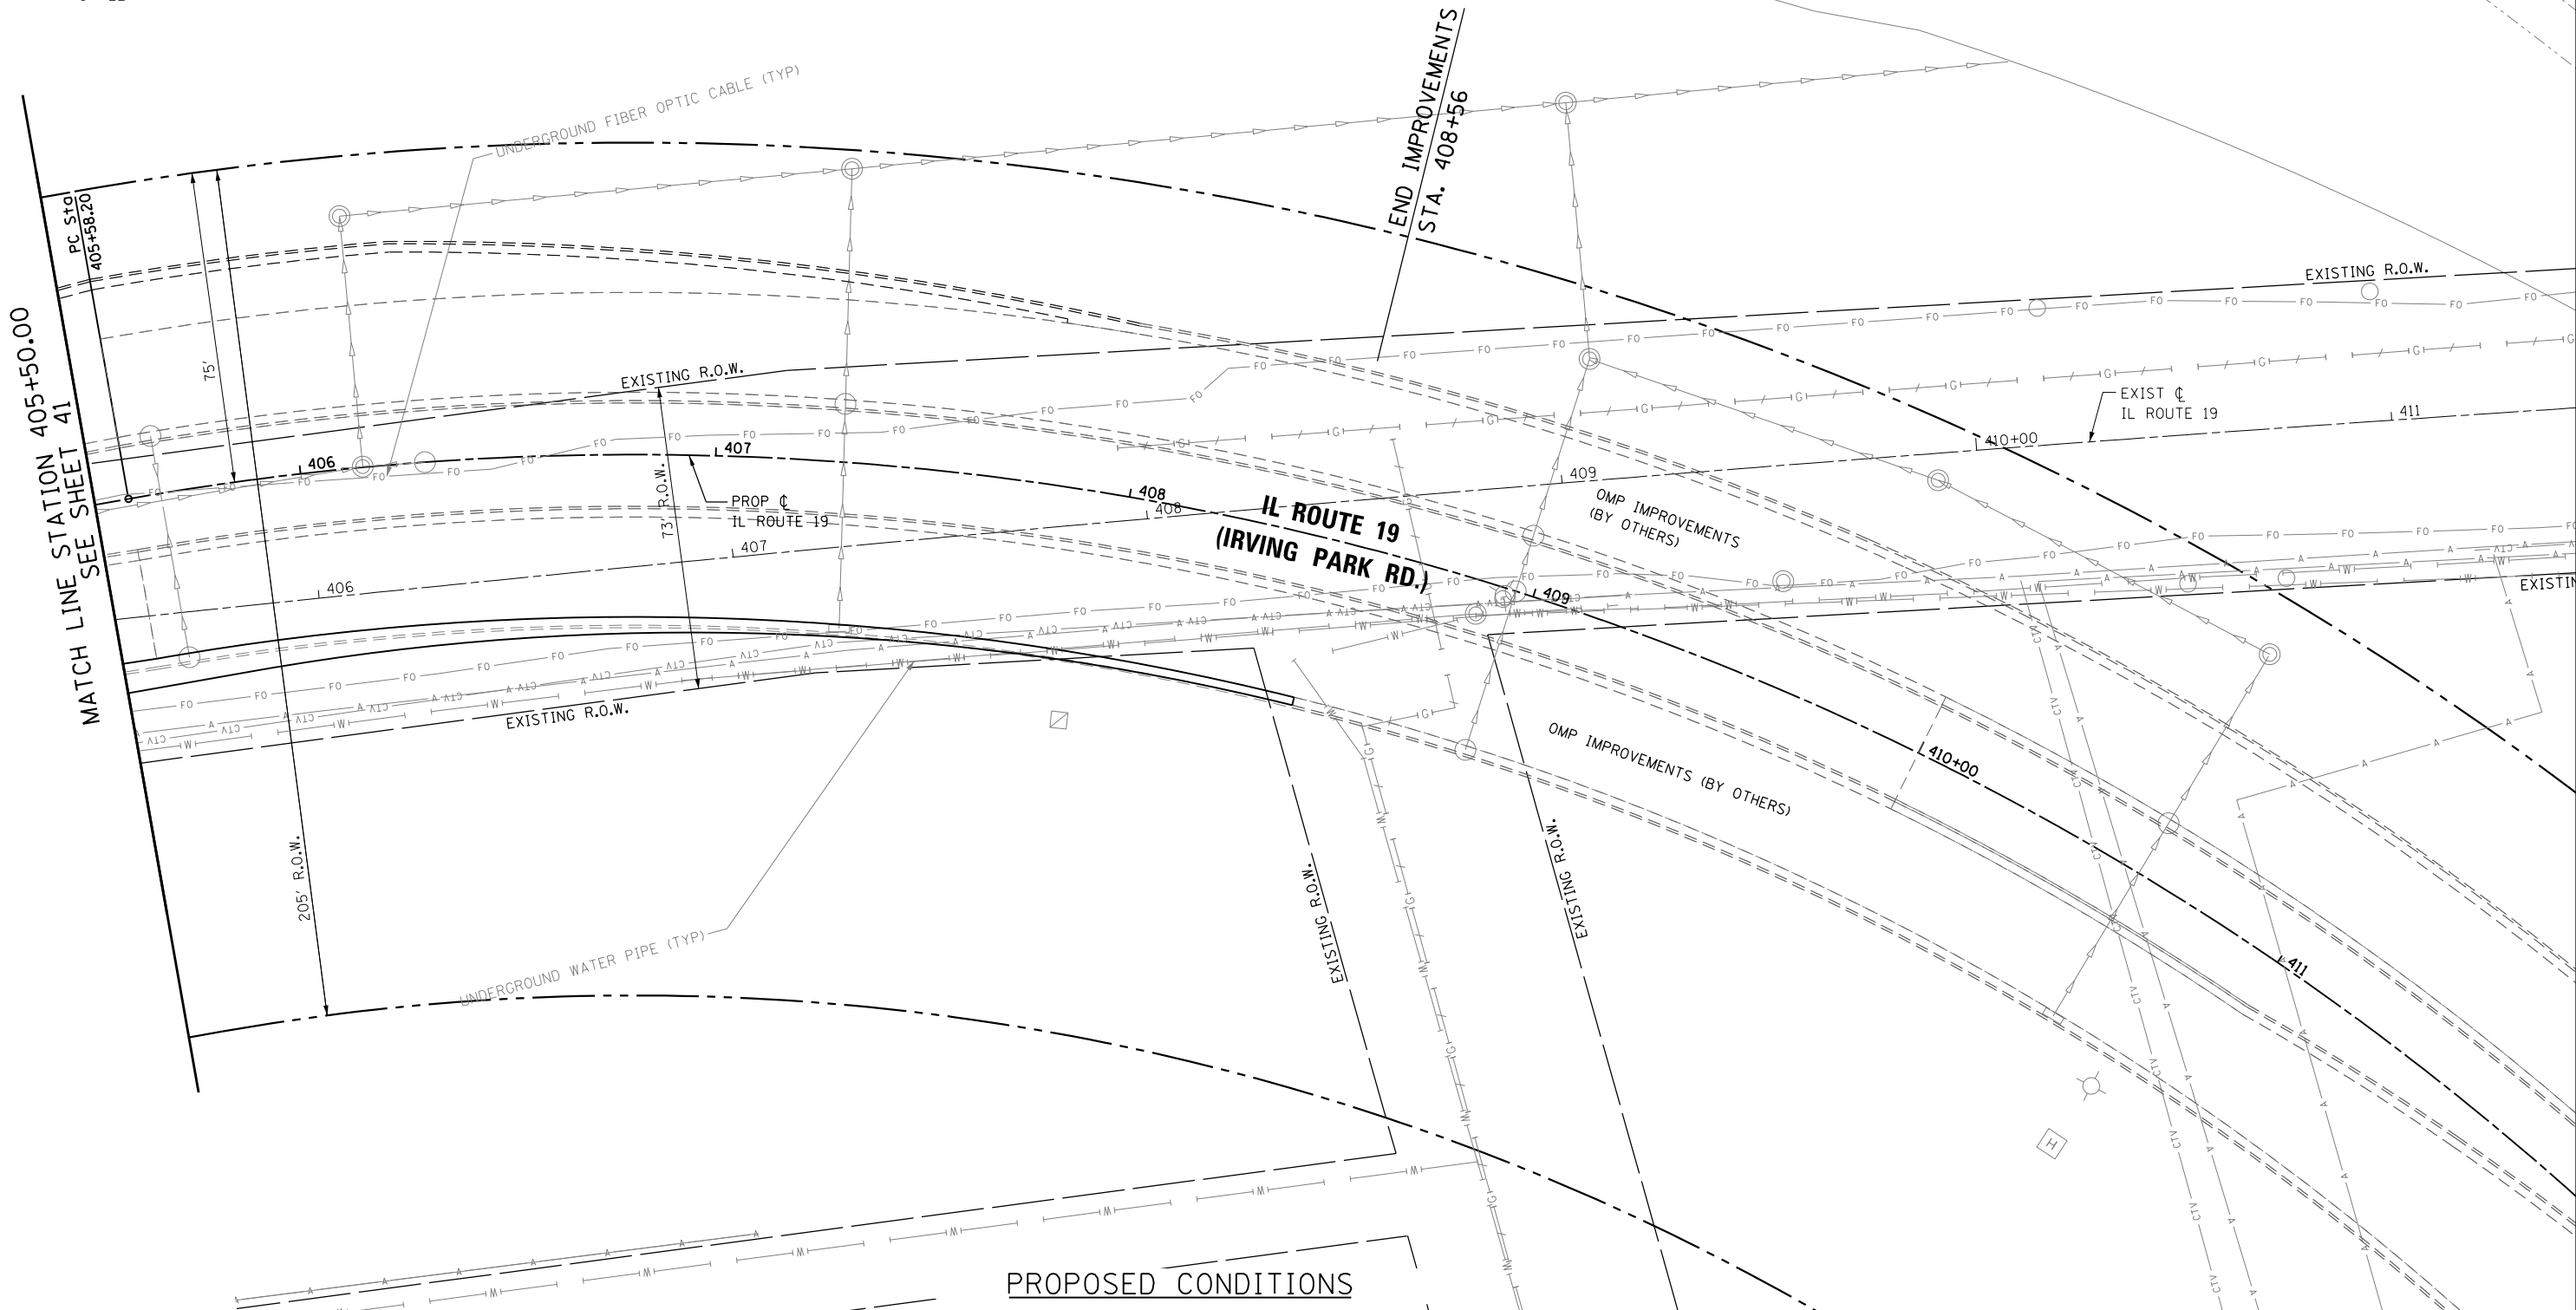 UNDERGROUND FIBER OPTIC CABLE (TYP)
END IMPROVEMENTS
STA. 408+56
PC Sta
405+58.20
MATCH LINE STATION 405+50.00
SEE SHEET 41
75'
EXISTING R.O.W.
EXISTING R.O.W.
EXIST ℄
IL ROUTE 19
411
410+00
409
406
407
408
408
407
406
PROP ℄
IL ROUTE 19
73' R.O.W.
IL ROUTE 19
(IRVING PARK RD.)
OMP IMPROVEMENTS
(BY OTHERS)
409
EXISTIN
EXISTING R.O.W.
OMP IMPROVEMENTS (BY OTHERS)
410+00
411
205' R.O.W.
EXISTING R.O.W.
EXISTING R.O.W.
UNDERGROUND WATER PIPE (TYP)
H
PROPOSED CONDITIONS